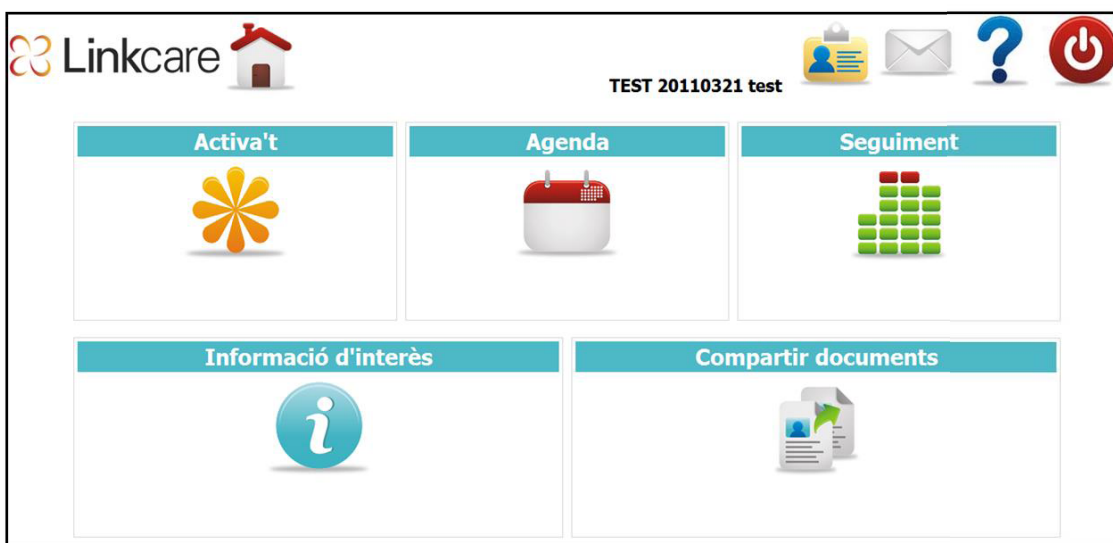 Linkcare
TEST 20110321 test
Activa't
Agenda
Seguiment
Informació d'interès
Compartir documents